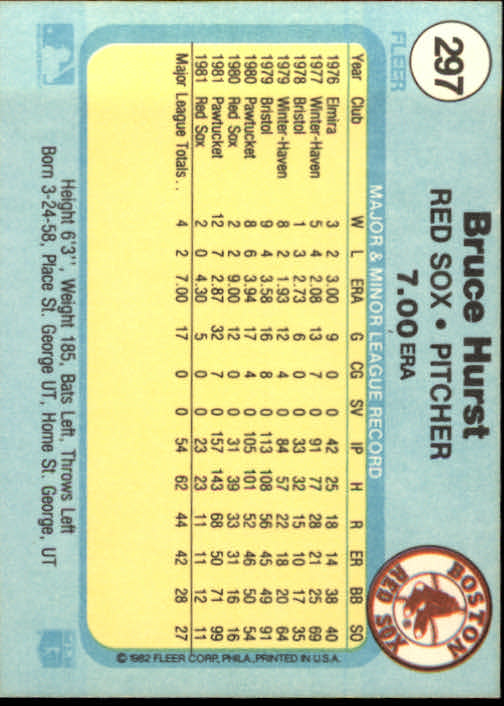 297
FLEER
Bruce Hurst
RED SOX • PITCHER
7.00 ERA
BOSTON
RED SOX
MAJOR & MINOR LEAGUE RECORD
Year Club W L ERA G CG SV IP H R ER BB SO
1976 Elmira 3 2 3.00 9 0 0 42 25 18 14 38 40
1977 Winter-Haven 5 4 2.08 13 7 0 91 77 28 21 25 69
1978 Bristol 1 3 2.73 6 0 0 33 32 15 10 17 35
1979 Winter-Haven 8 2 1.93 12 4 0 84 57 22 18 20 64
1979 Bristol 9 4 3.58 16 8 0 113 108 56 45 49 91
1980 Pawtucket 8 6 3.94 17 4 0 105 101 52 46 50 54
1980 Red Sox 2 2 9.00 12 0 0 31 39 33 31 16 16
1981 Pawtucket 12 7 2.87 32 7 0 157 143 68 50 71 99
1981 Red Sox 2 0 4.30 5 0 0 23 23 11 11 12 11
Major League Totals... 4 2 7.00 17 0 0 54 62 44 42 28 27
© 1982 FLEER CORP., PHILA., PRINTED IN U.S.A.
Height 6'3", Weight 185, Bats Left, Throws Left
Born 3-24-58, Place St. George UT, Home St. George, UT